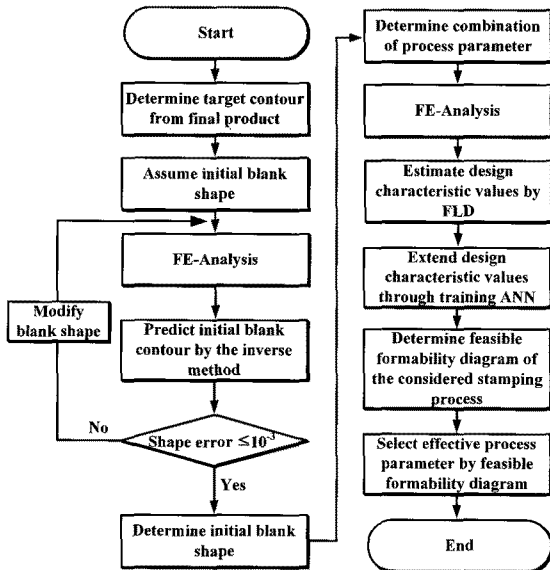 Start
Determine target contour
from final product
Assume initial blank
shape
FE-Analysis
Modify
blank shape
Predict initial blank
contour by the inverse
method
No
Shape error ≤10⁻³
Yes
Determine initial blank
shape
Determine combination
of process parameter
FE-Analysis
Estimate design
characteristic values by
FLD
Extend design
characteristic values
through training ANN
Determine feasible
formability diagram of
the considered stamping
process
Select effective process
parameter by feasible
formability diagram
End